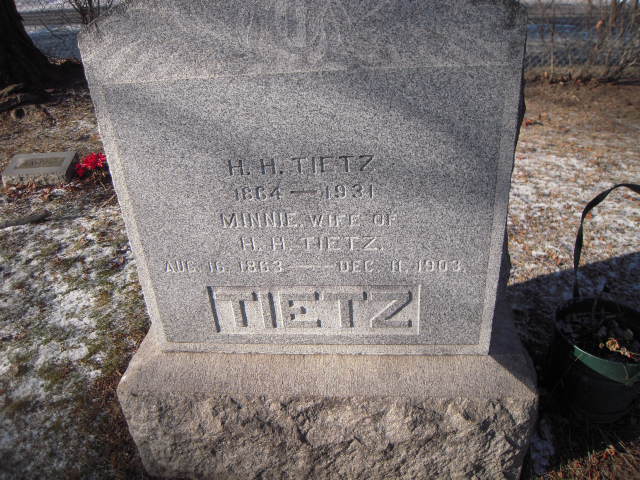 H. H. TIETZ
1864 — 1931
MINNIE, WIFE OF
H. H. TIETZ.
AUG. 16, 1863 — DEC. 11, 1903.
TIETZ